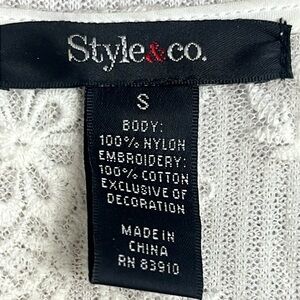 Style&co.
S
BODY:
100% NYLON
EMBROIDERY:
100% COTTON
EXCLUSIVE OF
DECORATION
MADE IN
CHINA
RN 83910